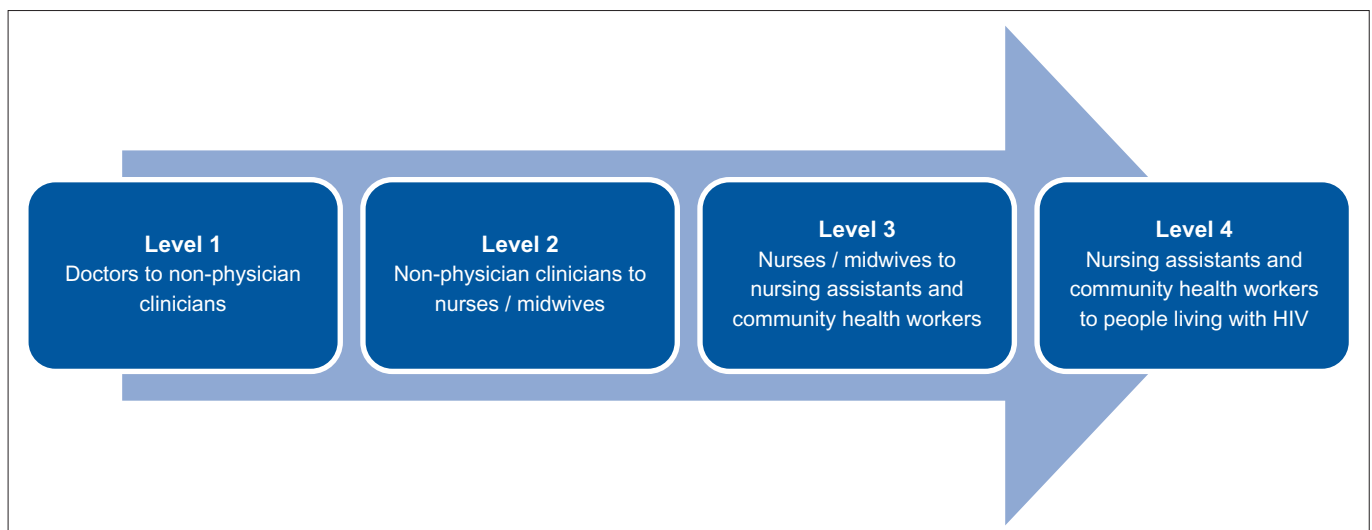 Level 1
Doctors to non-physician
clinicians
Level 2
Non-physician clinicians to
nurses / midwives
Level 3
Nurses / midwives to
nursing assistants and
community health workers
Level 4
Nursing assistants and
community health workers
to people living with HIV